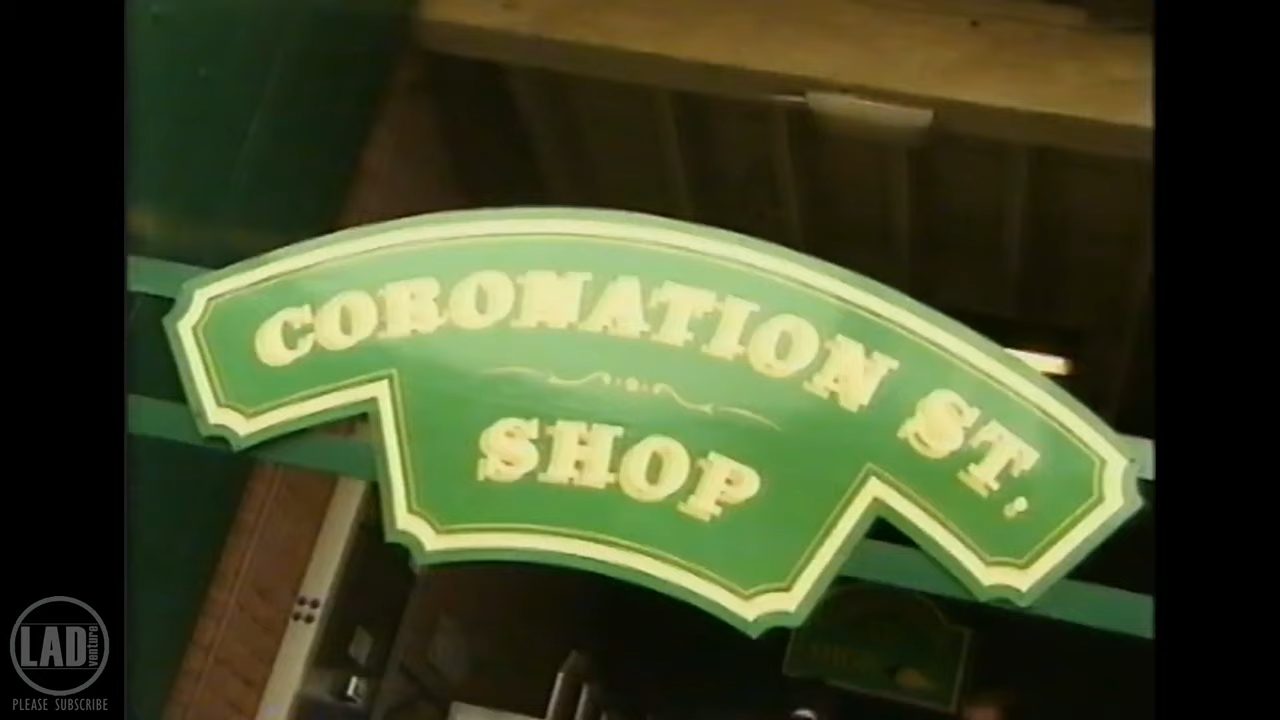 CORONATION ST.
SHOP
LAD
venture
PLEASE SUBSCRIBE